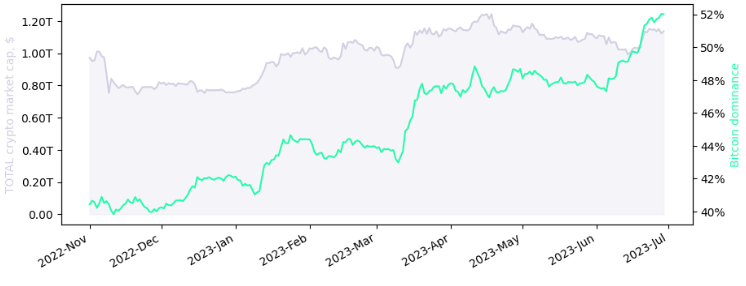 TOTAL crypto market cap, $
1.20T
1.00T
0.80T
0.60T
0.40T
0.20T
0.00
52%
50%
48%
46%
44%
42%
40%
Bitcoin dominance
2022-Nov
2022-Dec
2023-Jan
2023-Feb
2023-Mar
2023-Apr
2023-May
2023-Jun
2023-Jul